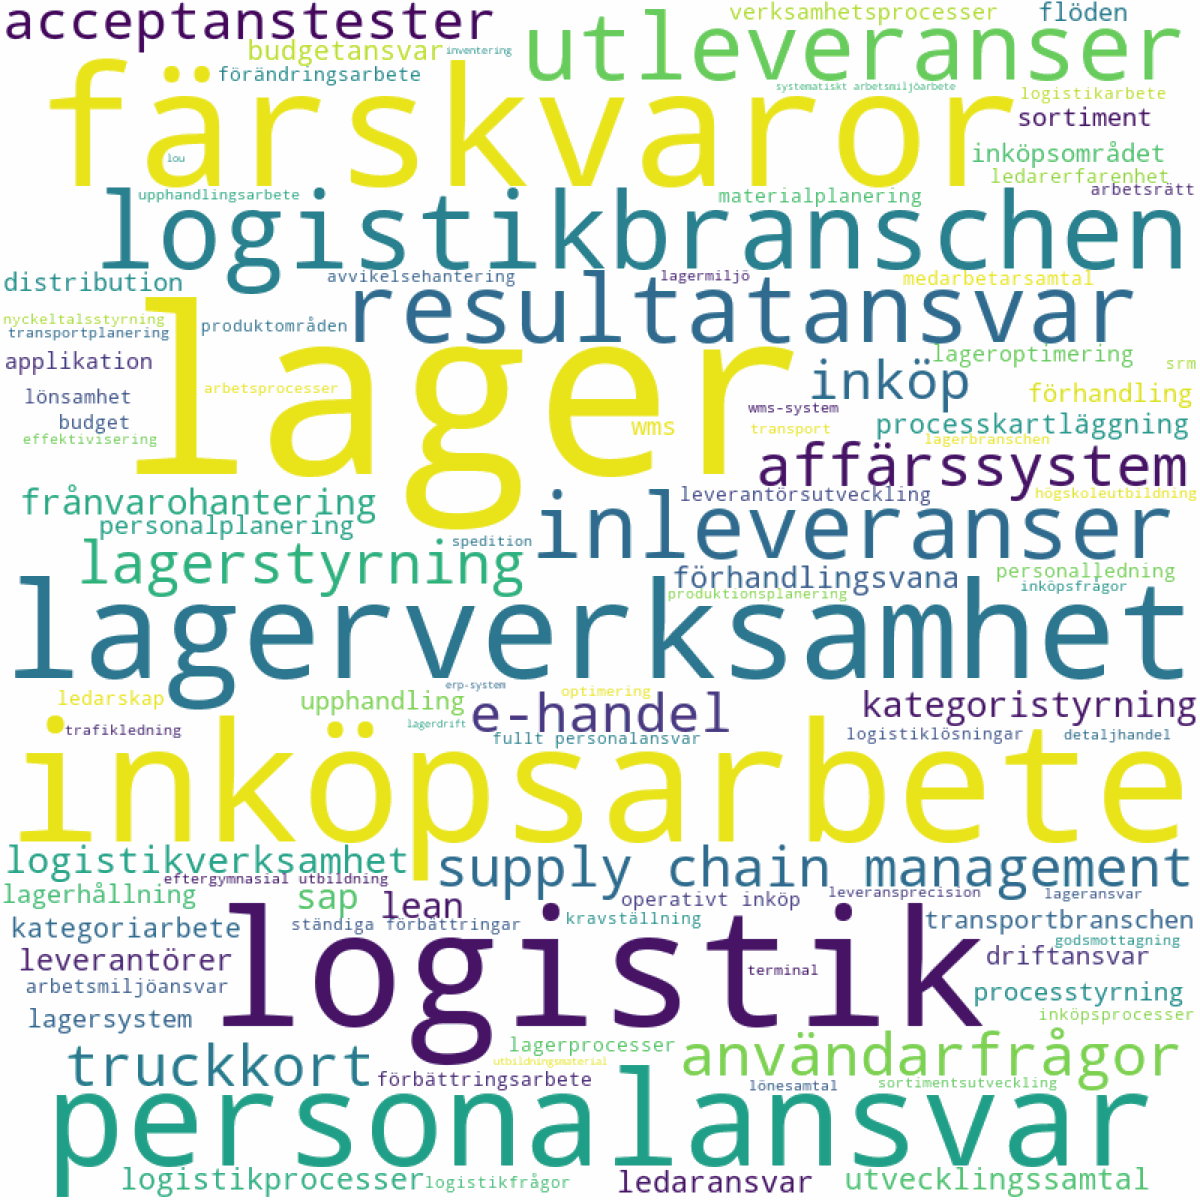 acceptanstester
verksamhetsprocesser
flöden
budgetansvar
inventering
utleveranser
förändringsarbete
systematiskt arbetsmiljöarbete
logistikarbete
färskvaror
sortiment
lou
inköpsområdet
ledarerfarenhet
upphandlingsarbete
materialplanering
arbetsrätt
logistikbranschen
distribution
avvikelsehantering
lagermiljö
medarbetarsamtal
resultatansvar
nyckeltalsstyrning
transportplanering
produktområden
applikation
lager
lageroptimering
srm
inköp
lönsamhet
arbetsprocesser
förhandling
budget
wms-system
effektivisering
wms
transport
processkartläggning
lagerbranschen
affärssystem
frånvarohantering
leverantörsutveckling
högskoleutbildning
personalplanering
spedition
inleveranser
lagerstyrning
förhandlingsvana
personalledning
produktionsplanering
inköpsfrågor
lagerverksamhet
ledarskap
erp-system
upphandling
optimering
e-handel
kategoristyrning
trafikledning
lagerdrift
fullt personalansvar
logistiklösningar
detaljhandel
inköpsarbete
logistikverksamhet
supply chain management
eftergymnasial utbildning
lagerhållning
sap
lean
operativt inköp
leveransprecision
lageransvar
kategoriarbete
ständiga förbättringar
kravställning
transportbranschen
godsmottagning
leverantörer
logistik
driftansvar
terminal
arbetsmiljöansvar
processtyrning
lagersystem
inköpsprocesser
lagerprocesser
användarfrågor
utbildningsmaterial
truckkort
förbättringsarbete
lönesamtal
sortimentsutveckling
personalansvar
logistikprocesser
logistikfrågor
ledaransvar
utvecklingssamtal